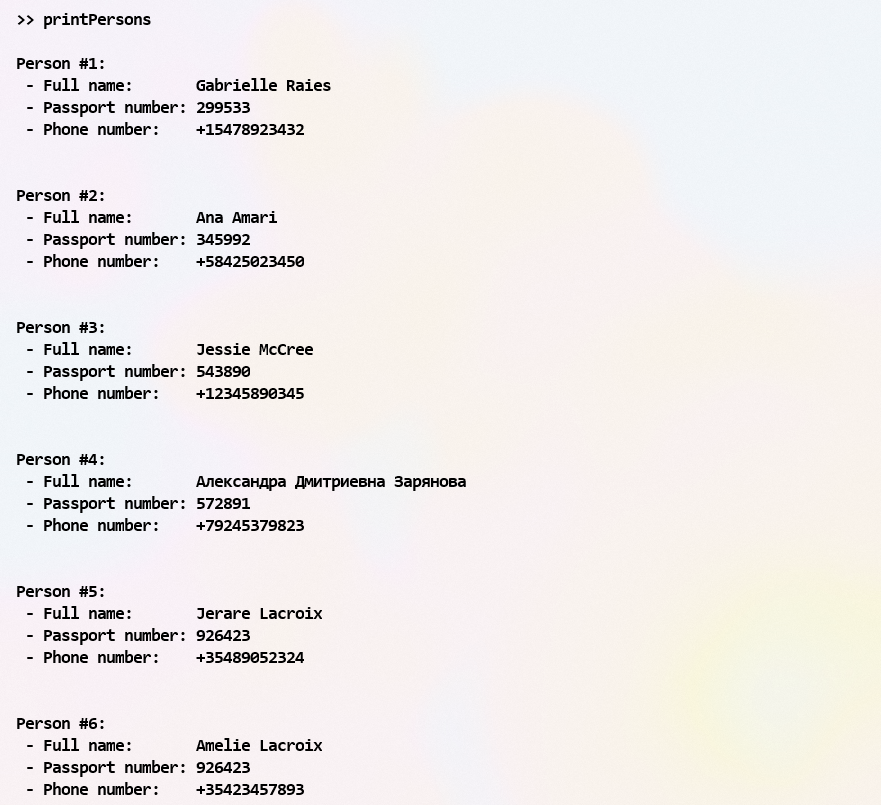 >> printPersons
Person #1:
- Full name: Gabrielle Raies
- Passport number: 299533
- Phone number: +15478923432
Person #2:
- Full name: Ana Amari
- Passport number: 345992
- Phone number: +58425023450
Person #3:
- Full name: Jessie McCree
- Passport number: 543890
- Phone number: +12345890345
Person #4:
- Full name: Александра Дмитриевна Зарянова
- Passport number: 572891
- Phone number: +79245379823
Person #5:
- Full name: Jerare Lacroix
- Passport number: 926423
- Phone number: +35489052324
Person #6:
- Full name: Amelie Lacroix
- Passport number: 926423
- Phone number: +35423457893